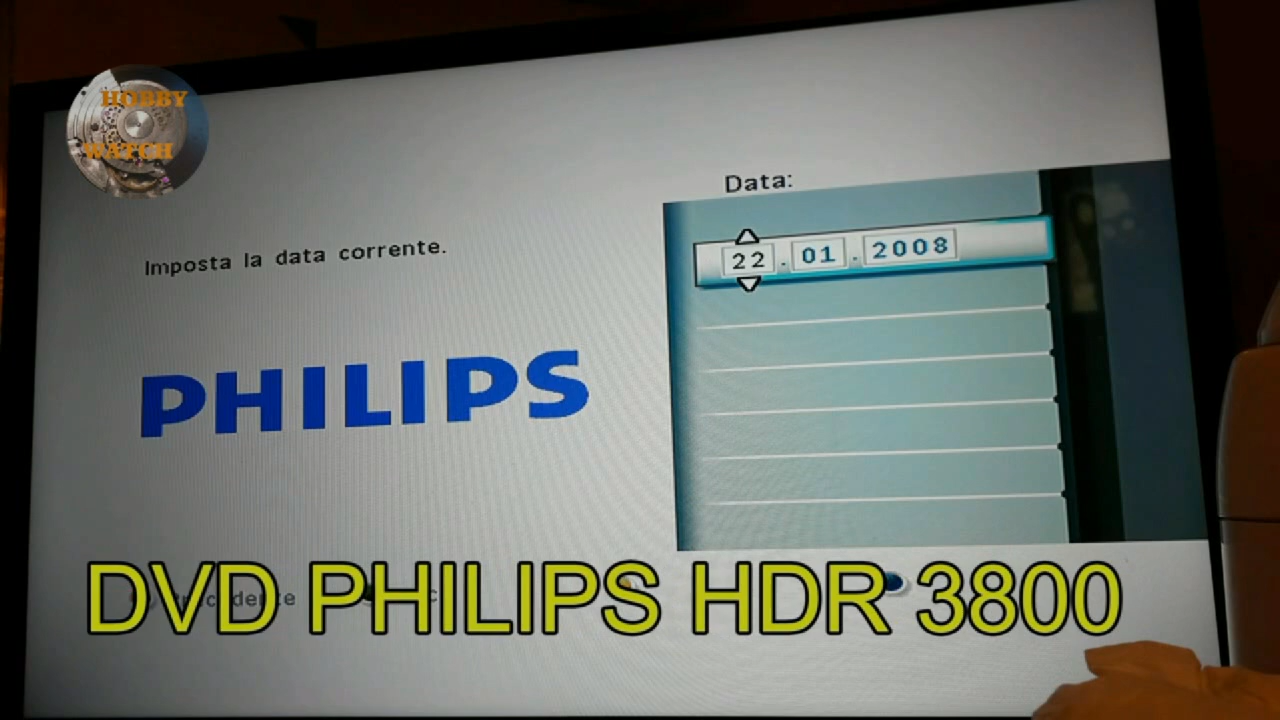 HOBBY
WATCH
Data:
22.01.2008
Imposta la data corrente.
PHILIPS
DVD PHILIPS HDR 3800